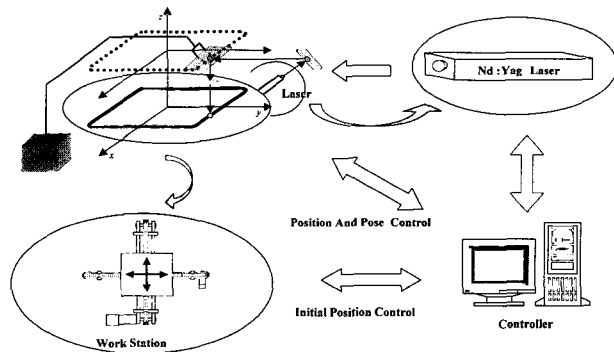 z
Nd :Yag Laser
Laser
y
x
Position And Pose Control
Initial Position Control
Controller
Work Station